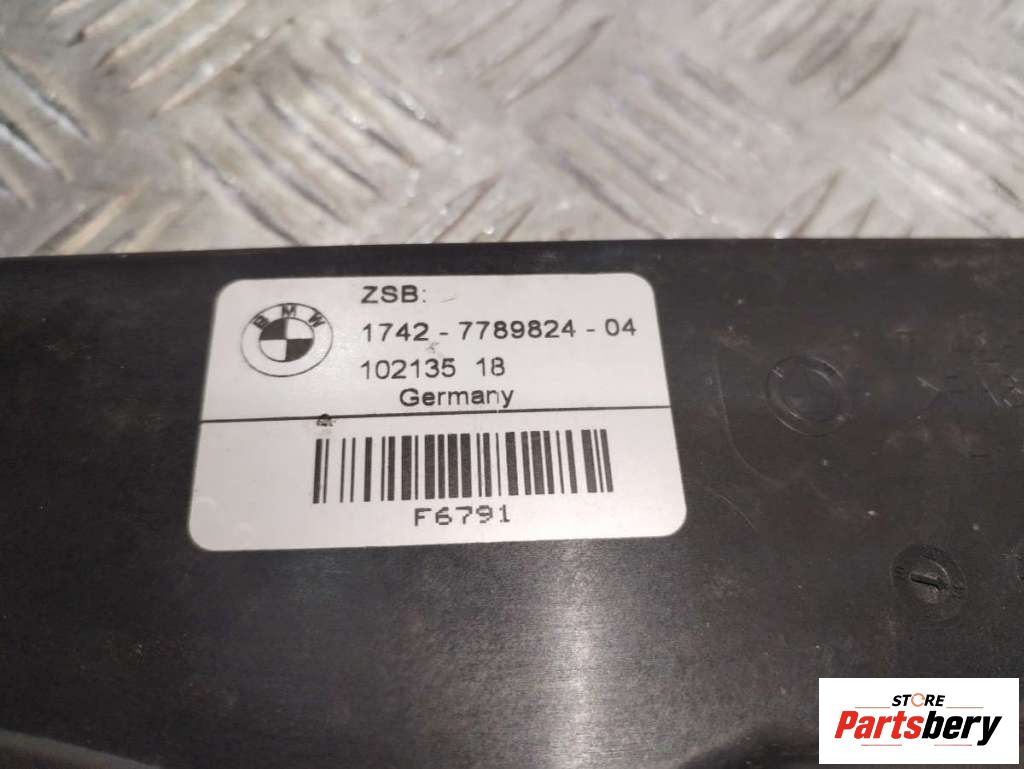 BMW
ZSB:
1742 - 7789824 - 04
102135 18
Germany
F6791
STORE
Partsbery